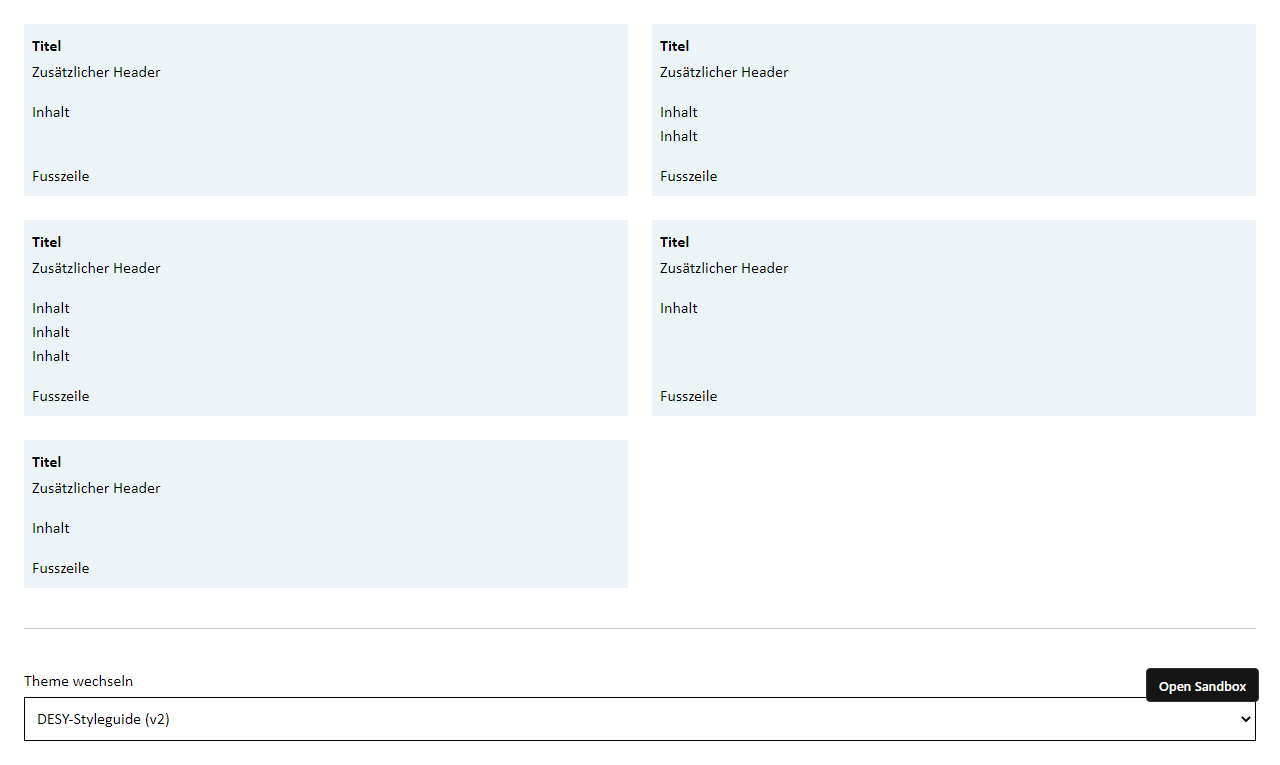 Titel
Zusätzlicher Header
Inhalt
Fusszeile
Titel
Zusätzlicher Header
Inhalt
Inhalt
Fusszeile
Titel
Zusätzlicher Header
Inhalt
Inhalt
Inhalt
Fusszeile
Titel
Zusätzlicher Header
Inhalt
Fusszeile
Titel
Zusätzlicher Header
Inhalt
Fusszeile
Theme wechseln
Open Sandbox
DESY-Styleguide (v2)